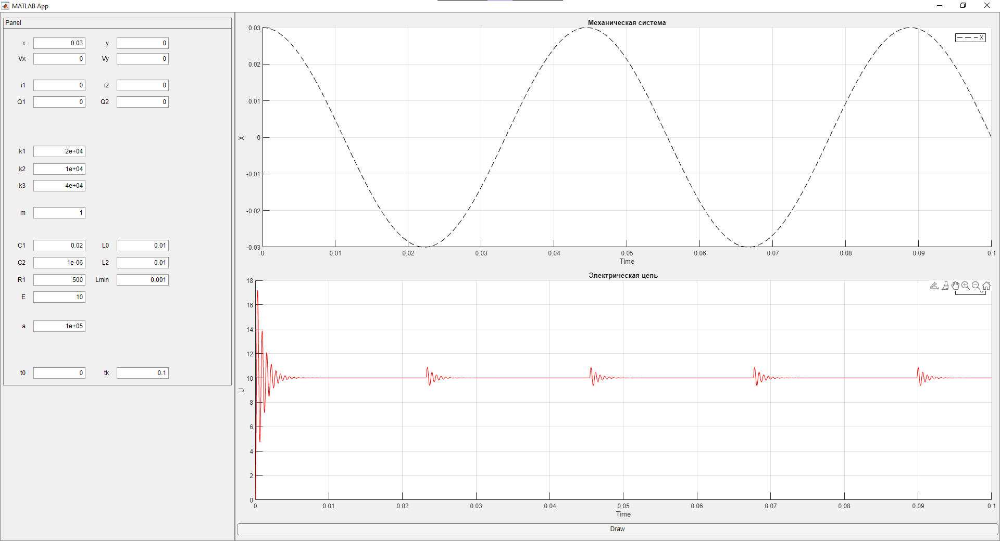 MATLAB App
Panel
x 0.03 y 0
Vx 0 Vy 0
i1 0 i2 0
Q1 0 Q2 0
k1 2e+04
k2 1e+04
k3 4e+04
m 1
C1 0.02 L0 0.01
C2 1e-06 L2 0.01
R1 500 Lmin 0.001
E 10
a 1e+05
t0 0 tk 0.1
Механическая система
X
0.03
0.02
0.01
0
-0.01
-0.02
-0.03
X
0 0.01 0.02 0.03 0.04 0.05 0.06 0.07 0.08 0.09 0.1
Time
Электрическая цепь
18
16
14
12
10
8
6
4
2
0
U
0 0.01 0.02 0.03 0.04 0.05 0.06 0.07 0.08 0.09 0.1
Time
Draw